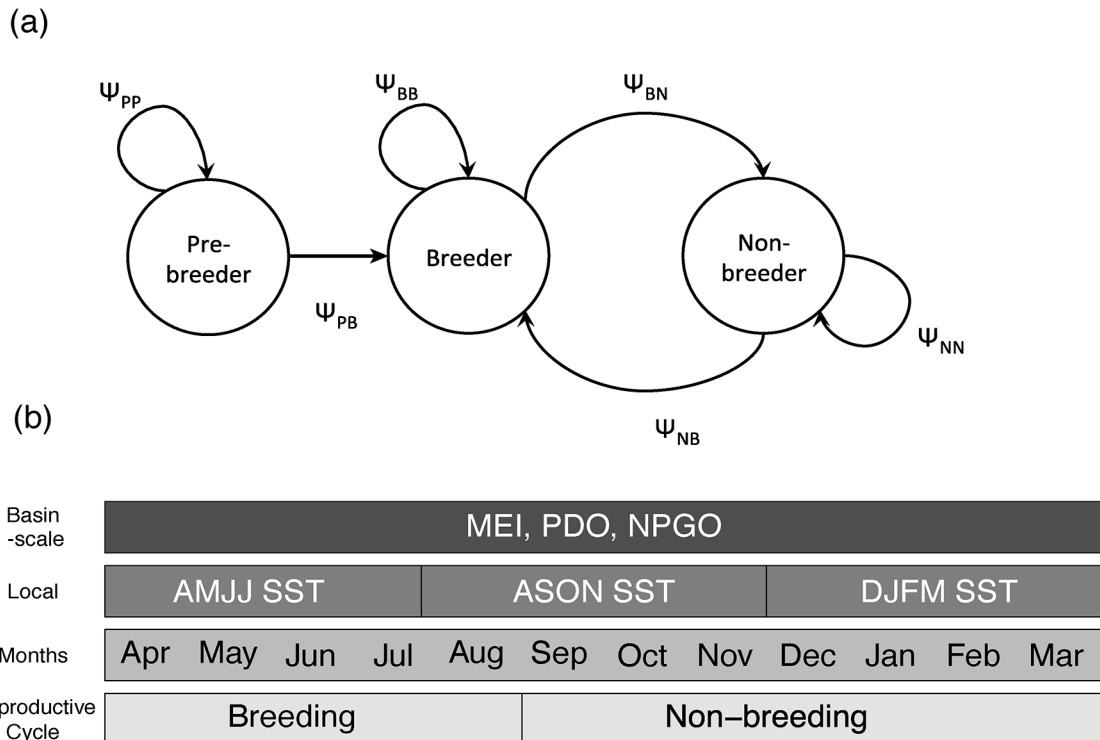 (a)
ΨPP
ΨBB
ΨBN
Pre-
breeder
Breeder
Non-
breeder
ΨPB
ΨNN
ΨNB
(b)
Basin
-scale
MEI, PDO, NPGO
Local
AMJJ SST ASON SST DJFM SST
Months
Apr May Jun Jul Aug Sep Oct Nov Dec Jan Feb Mar
productive
Cycle
Breeding Non–breeding